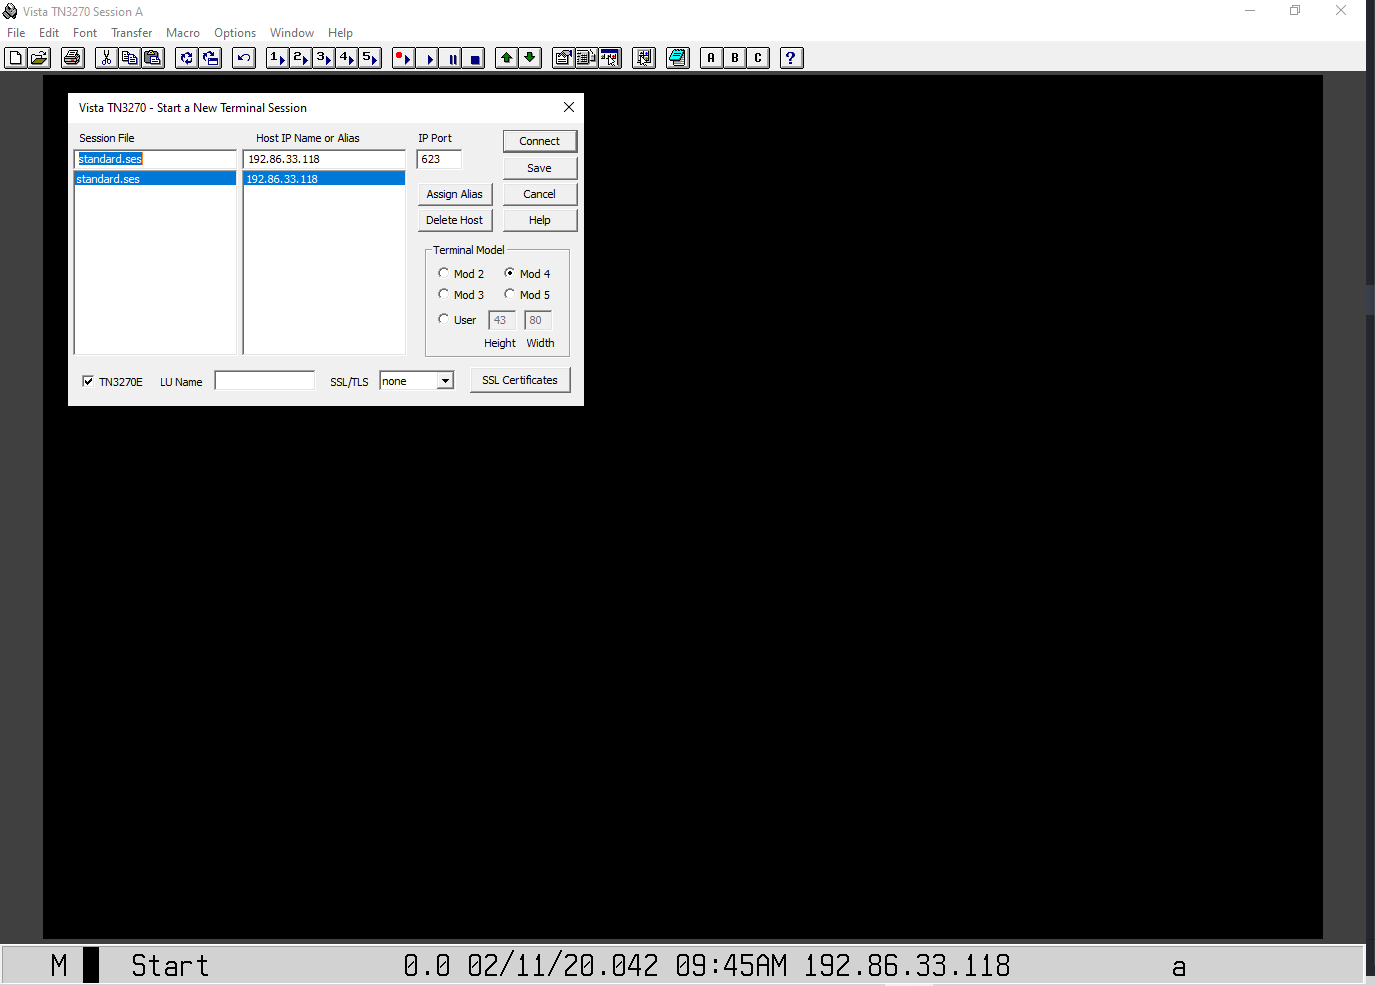 Vista TN3270 Session A
File Edit Font Transfer Macro Options Window Help
1 2 3 4 5 A B C ?
Vista TN3270 - Start a New Terminal Session
Session File Host IP Name or Alias IP Port Connect
standard.ses 192.86.33.118 623
Save
standard.ses 192.86.33.118
Assign Alias Cancel
Delete Host Help
Terminal Model
Mod 2 Mod 4
Mod 3 Mod 5
User 43 80
Height Width
TN3270E LU Name SSL/TLS none SSL Certificates
M Start 0.0 02/11/20.042 09:45AM 192.86.33.118 a